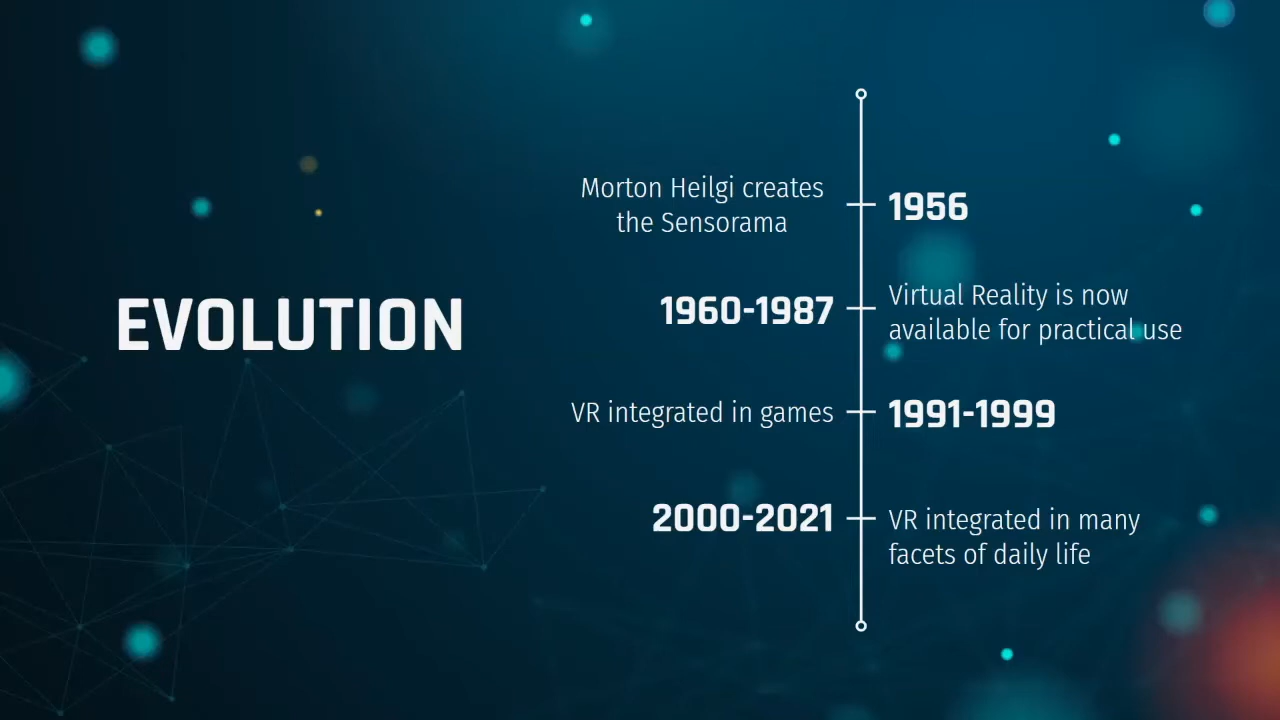 EVOLUTION
Morton Heilgi creates
the Sensorama
1956
1960-1987
Virtual Reality is now
available for practical use
VR integrated in games
1991-1999
2000-2021
VR integrated in many
facets of daily life